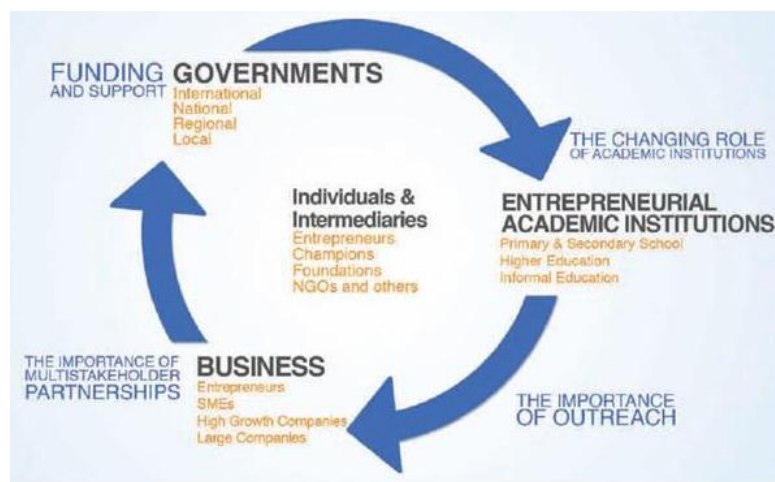 FUNDING
AND SUPPORT
GOVERNMENTS
International
National
Regional
Local
THE CHANGING ROLE
OF ACADEMIC INSTITUTIONS
Individuals &
Intermediaries
Entrepreneurs
Champions
Foundations
NGOs and others
ENTREPRENEURIAL
ACADEMIC INSTITUTIONS
Primary & Secondary School
Higher Education
Informal Education
THE IMPORTANCE OF
MULTISTAKEHOLDER
PARTNERSHIPS
BUSINESS
Entrepreneurs
SMEs
High Growth Companies
Large Companies
THE IMPORTANCE
OF OUTREACH